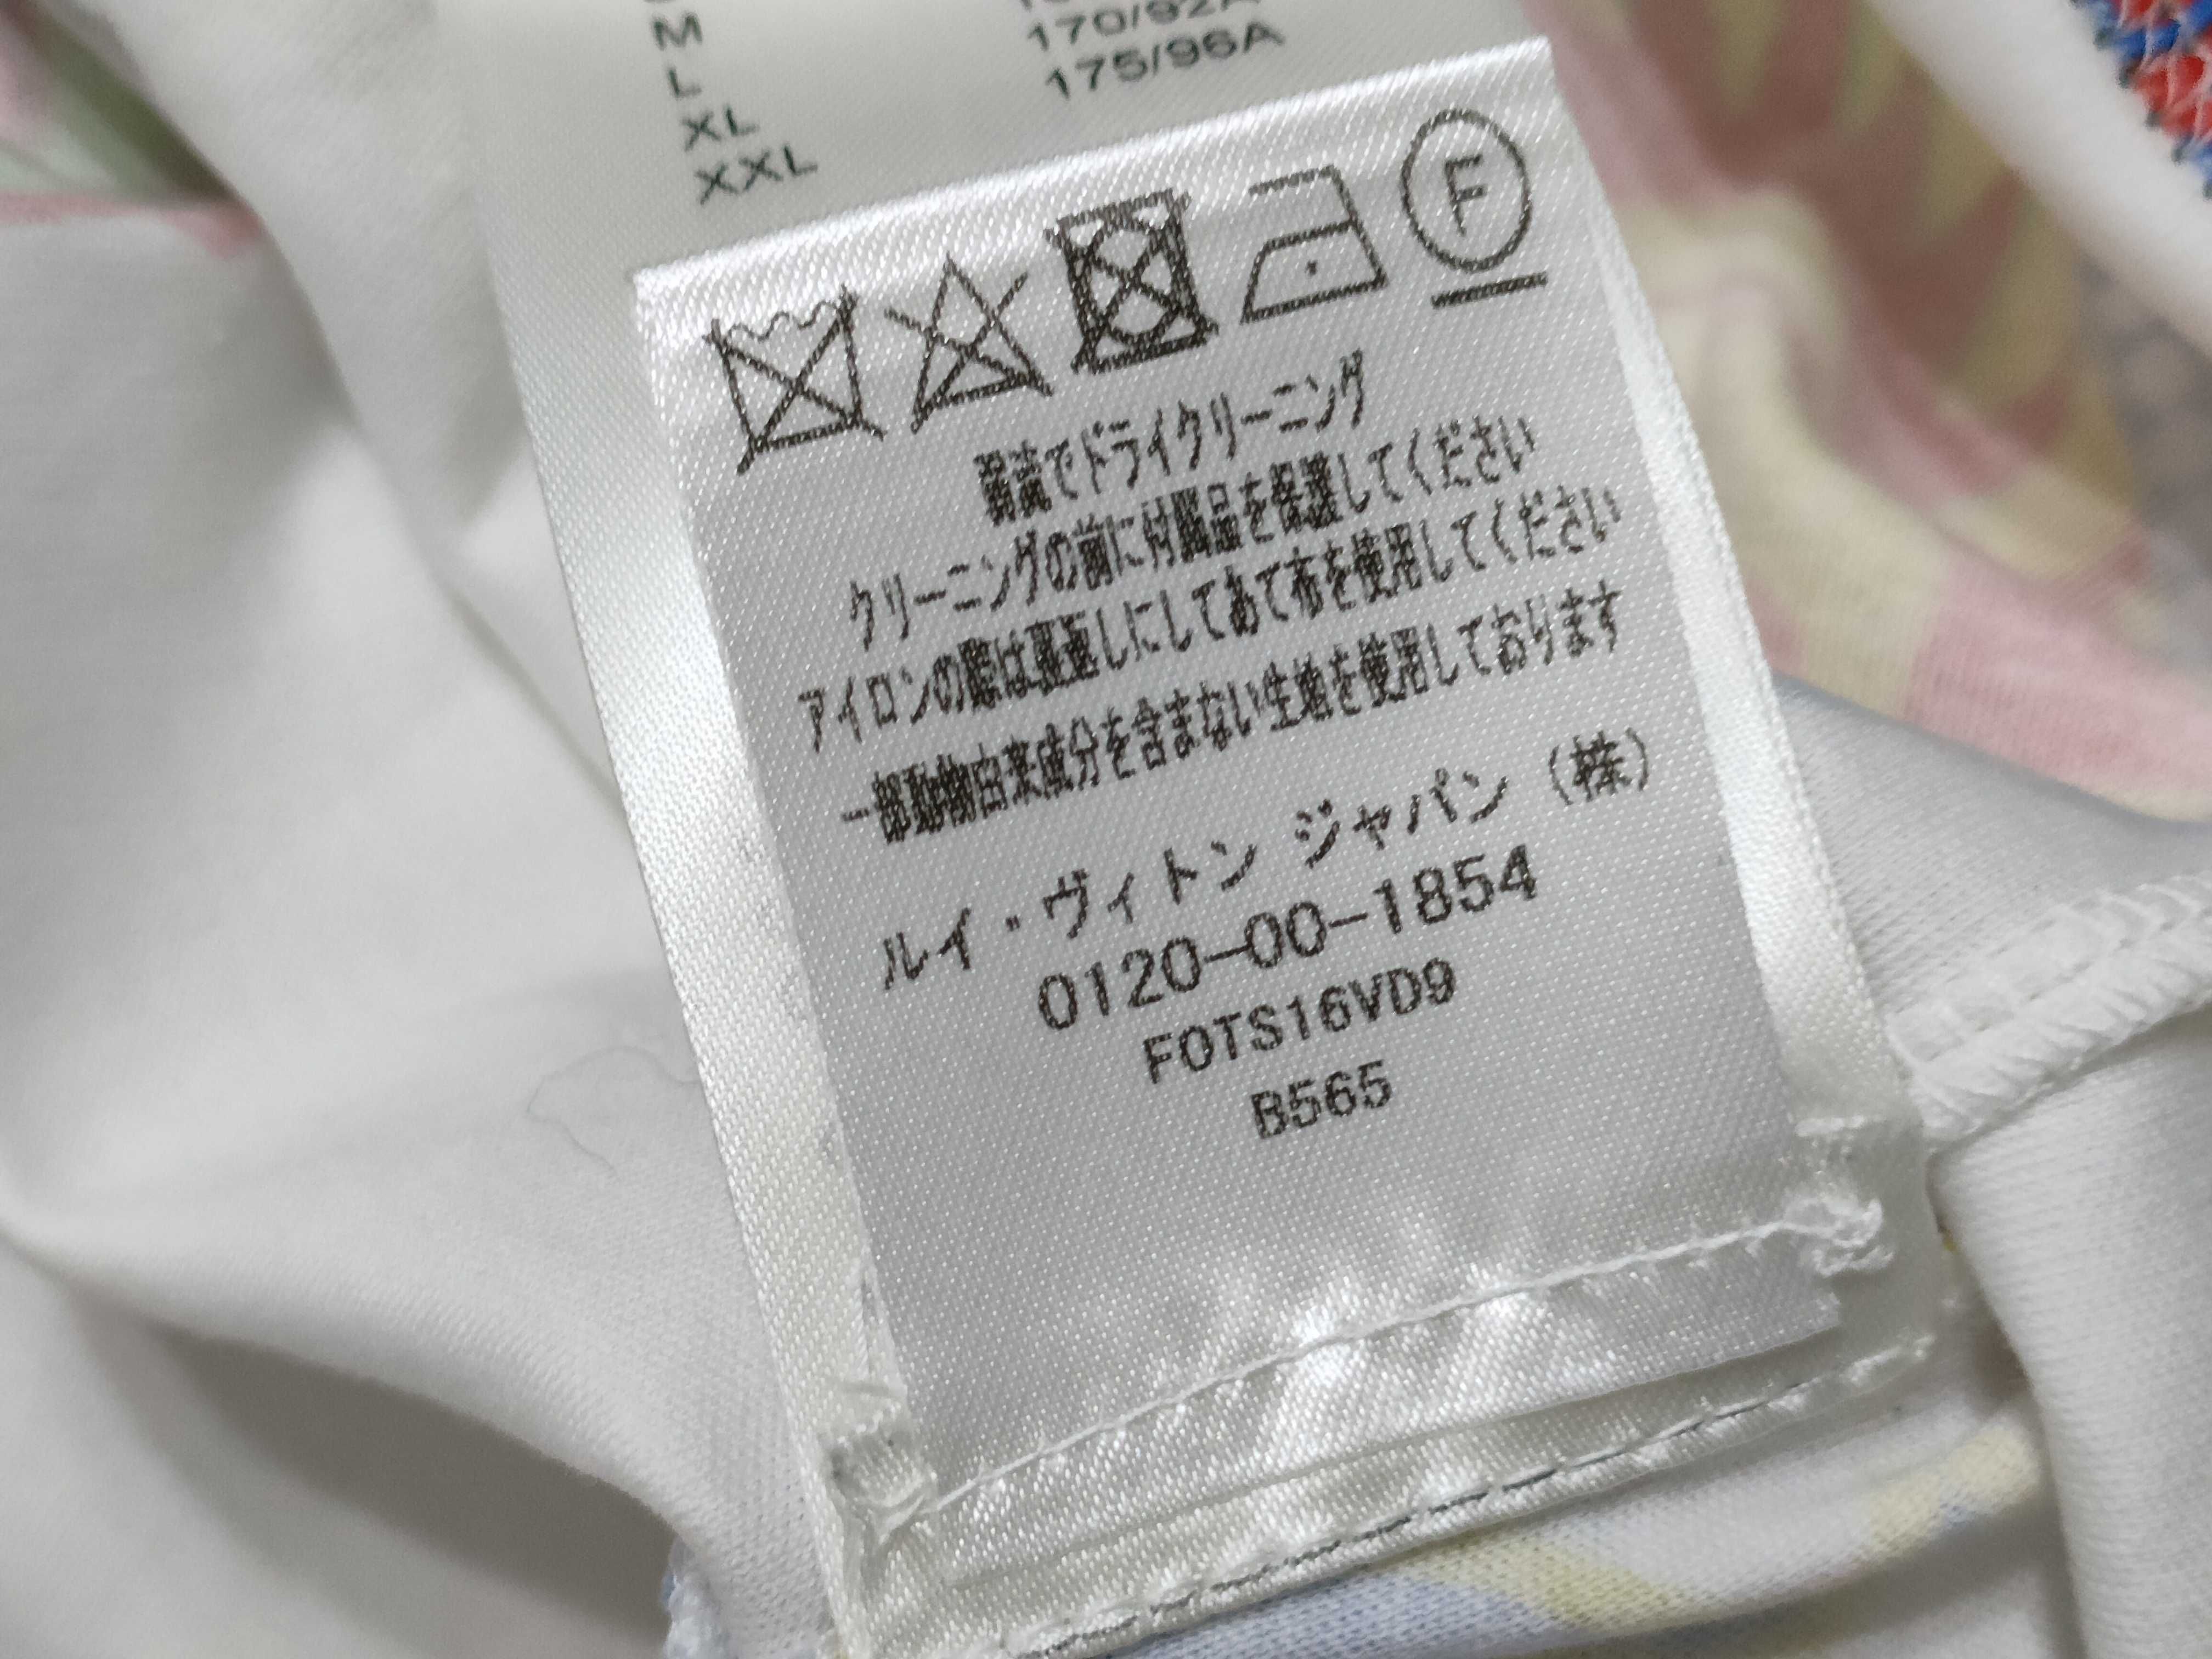 M
L
XL
XXL
170/92A
175/96A
F
弱流でドライクリーニング
クリーニングの前に付属品を保護してください
アイロンの際は裏返しにしてあて布を使用してください
一部動物由来成分を含まない生地を使用しております
ルイ・ヴィトン ジャパン（株）
0120-00-1854
FOTS16VD9
B565